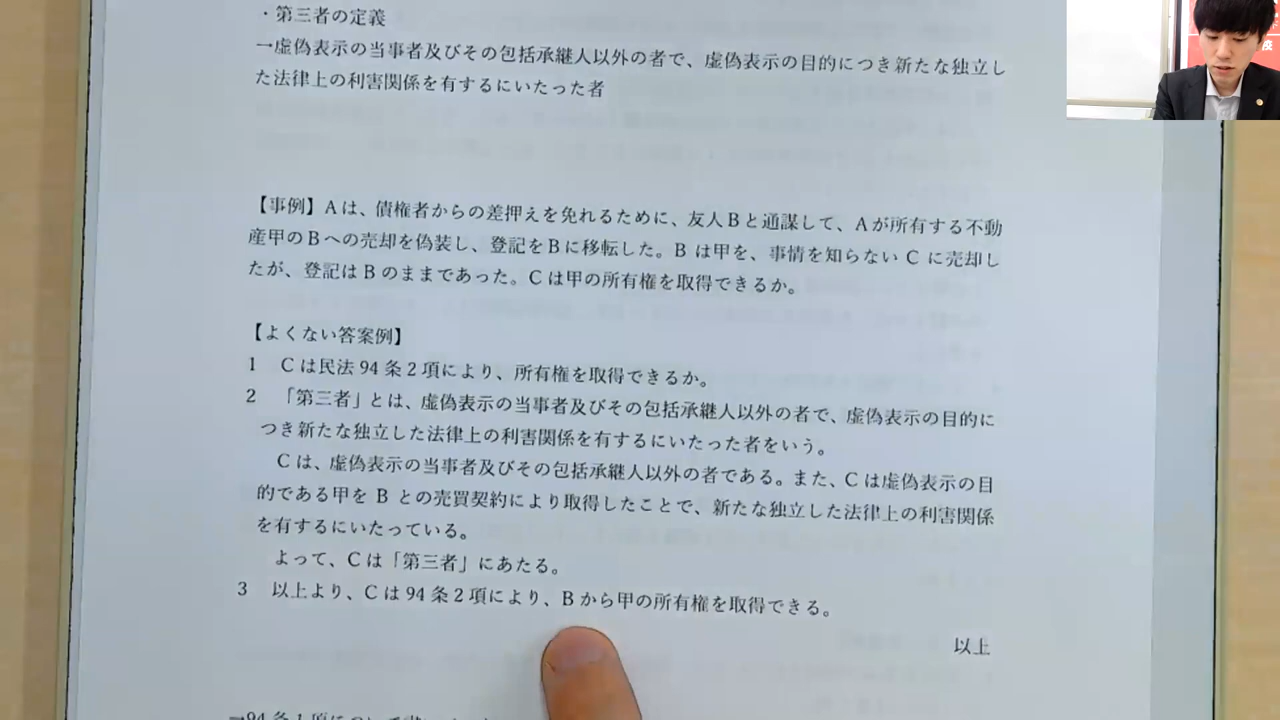 ・第三者の定義
→虚偽表示の当事者及びその包括承継人以外の者で、虚偽表示の目的につき新たな独立し
た法律上の利害関係を有するにいたった者
【事例】Aは、債権者からの差押えを免れるために、友人Bと通謀して、Aが所有する不動
産甲のBへの売却を偽装し、登記をBに移転した。Bは甲を、事情を知らないCに売却し
たが、登記はBのままであった。Cは甲の所有権を取得できるか。
【よくない答案例】
1 Cは民法94条2項により、所有権を取得できるか。
2 「第三者」とは、虚偽表示の当事者及びその包括承継人以外の者で、虚偽表示の目的に
つき新たな独立した法律上の利害関係を有するにいたった者をいう。
Cは、虚偽表示の当事者及びその包括承継人以外の者である。また、Cは虚偽表示の目
的である甲をBとの売買契約により取得したことで、新たな独立した法律上の利害関係
を有するにいたっている。
よって、Cは「第三者」にあたる。
3 以上より、Cは94条2項により、Bから甲の所有権を取得できる。
以上
→94条1項について
校